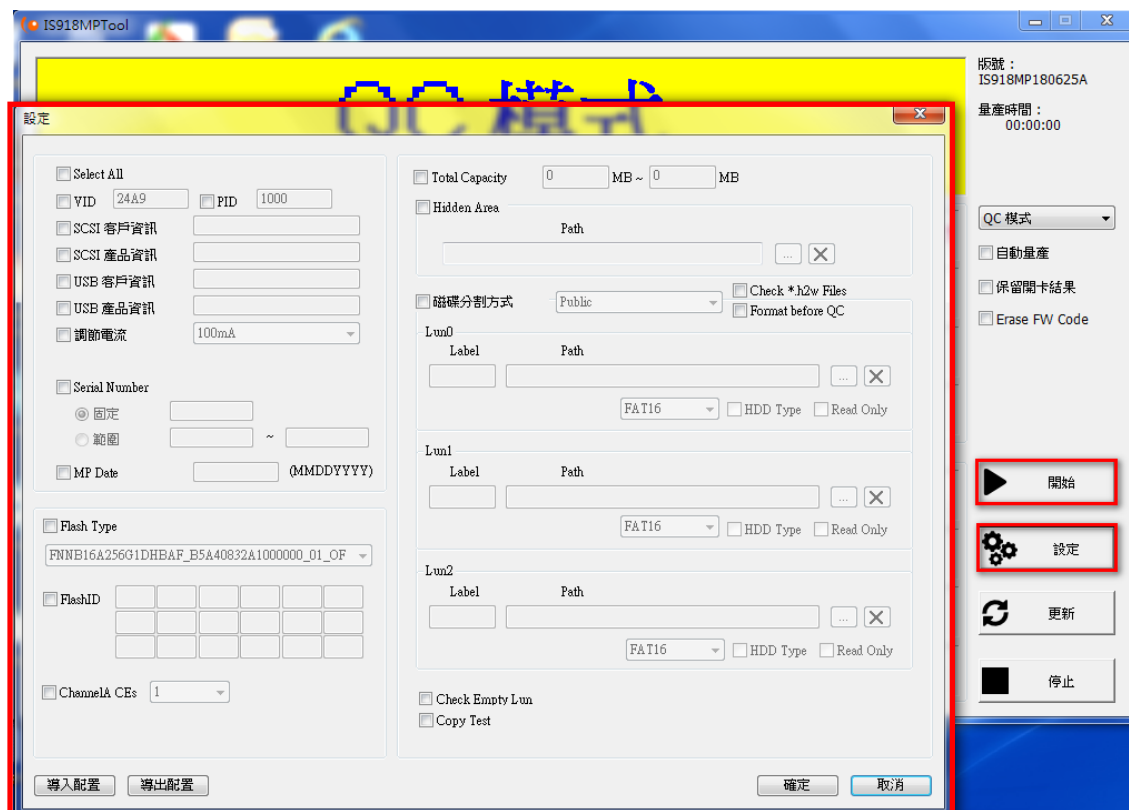 IS918MPTool
QC 模式
版號：
IS918MP180625A
量產時間：
00:00:00
QC 模式
自動量產
保留開卡結果
Erase FW Code
開始
設定
更新
停止
設定
Select All
VID 24A9 PID 1000
SCSI 客戶資訊
SCSI 產品資訊
USB 客戶資訊
USB 產品資訊
調節電流 100mA
Serial Number
固定
範圍 ~
MP Date (MMDDYYYY)
Flash Type
FNNB16A256G1DHBAF_B5A40832A1000000_01_OF
FlashID
ChannelA CEs 1
Total Capacity 0 MB ~ 0 MB
Hidden Area
Path
...
磁碟分割方式 Public
Check *.h2w Files
Format before QC
Lun0
Label Path
...
FAT16 HDD Type Read Only
Lun1
Label Path
...
FAT16 HDD Type Read Only
Lun2
Label Path
...
FAT16 HDD Type Read Only
Check Empty Lun
Copy Test
導入配置 導出配置 確定 取消